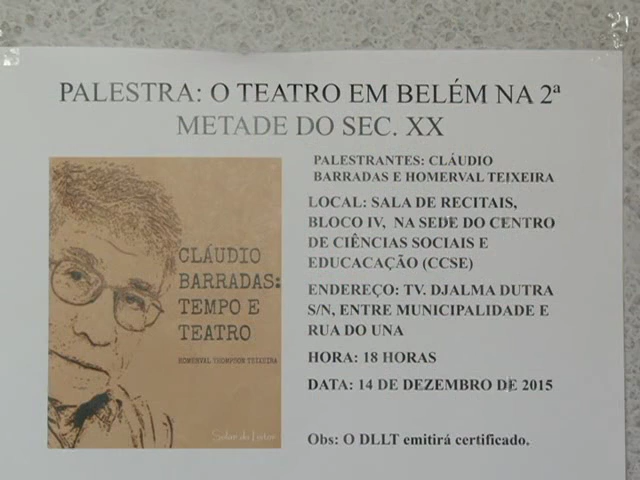 PALESTRA: O TEATRO EM BELÉM NA 2ª
METADE DO SEC. XX
CLÁUDIO
BARRADAS:
TEMPO E
TEATRO
HOMERVAL THOMPSON TEIXEIRA
PALESTRANTES: CLÁUDIO
BARRADAS E HOMERVAL TEIXEIRA
LOCAL: SALA DE RECITAIS,
BLOCO IV, NA SEDE DO CENTRO
DE CIÊNCIAS SOCIAIS E
EDUCACAÇÃO (CCSE)
ENDEREÇO: TV. DJALMA DUTRA
S/N, ENTRE MUNICIPALIDADE E
RUA DO UNA
HORA: 18 HORAS
DATA: 14 DE DEZEMBRO DE 2015
Obs: O DLLT emitirá certificado.